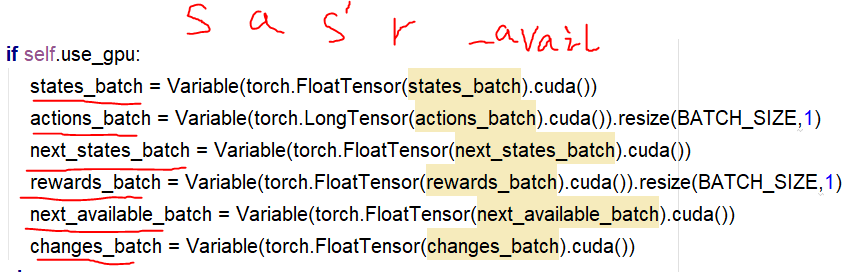 s a s' r _avail
if self.use_gpu:
states_batch = Variable(torch.FloatTensor(states_batch).cuda())
actions_batch = Variable(torch.LongTensor(actions_batch).cuda()).resize(BATCH_SIZE,1)
next_states_batch = Variable(torch.FloatTensor(next_states_batch).cuda())
rewards_batch = Variable(torch.FloatTensor(rewards_batch).cuda()).resize(BATCH_SIZE,1)
next_available_batch = Variable(torch.FloatTensor(next_available_batch).cuda())
changes_batch = Variable(torch.FloatTensor(changes_batch).cuda())